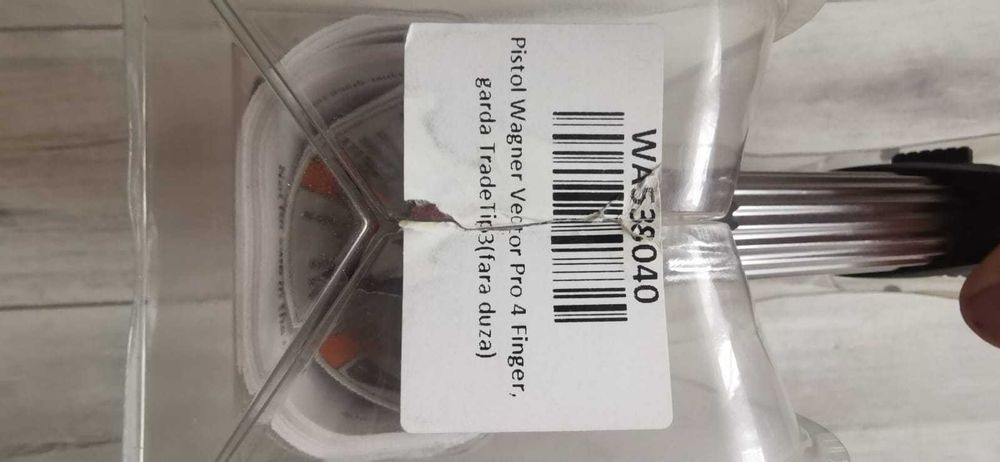 WA538040
Pistol Wagner Vector Pro 4 Finger,
garda TradeTip3(fara duza)